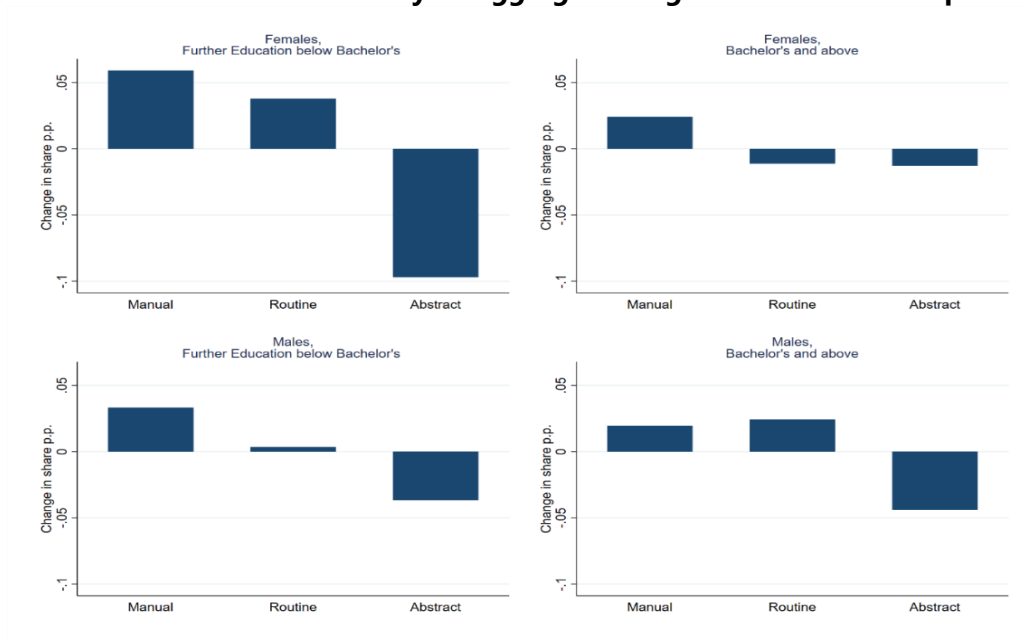 Females,
Further Education below Bachelor's
.05
0
-.05
-.1
Change in share p.p.
Manual Routine Abstract
Females,
Bachelor's and above
.05
0
-.05
-.1
Change in share p.p.
Manual Routine Abstract
Males,
Further Education below Bachelor's
.05
0
-.05
-.1
Change in share p.p.
Manual Routine Abstract
Males,
Bachelor's and above
.05
0
-.05
-.1
Change in share p.p.
Manual Routine Abstract